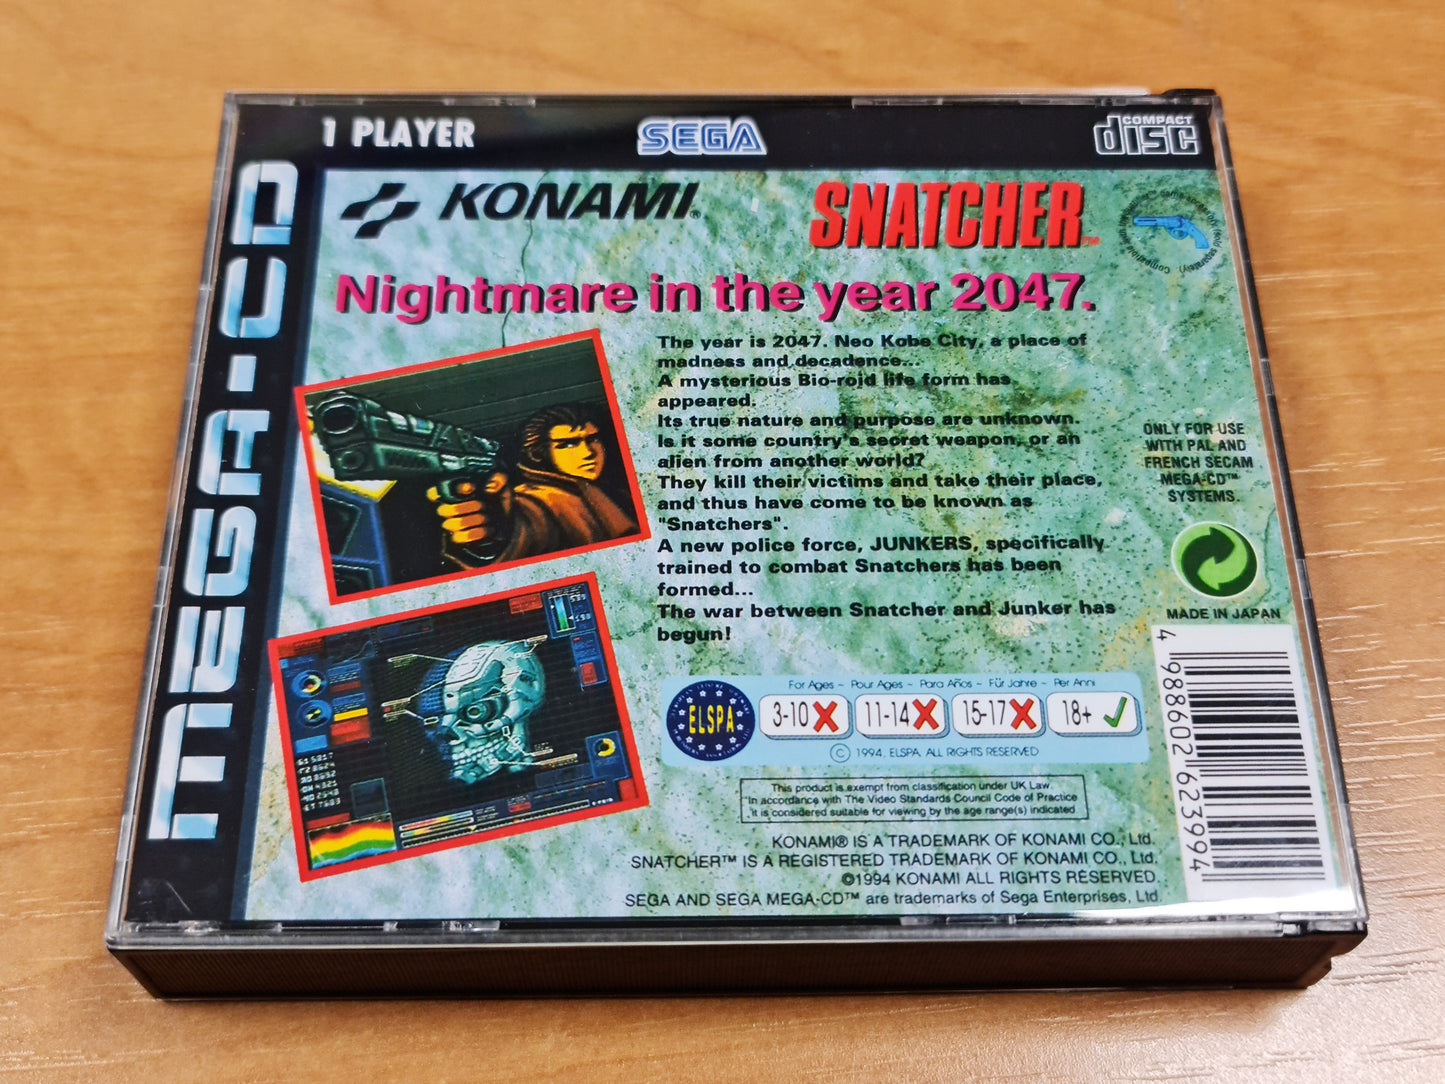 1 PLAYER
SEGA
COMPACT
disc
MEGA-CD
KONAMI®
SNATCHER™
Nightmare in the year 2047.
The year is 2047. Neo Kobe City, a place of
madness and decadence...
A mysterious Bio-roid life form has
appeared.
Its true nature and purpose are unknown.
Is it some country's secret weapon, or an
alien from another world?
They kill their victims and take their place,
and thus have come to be known as
"Snatchers".
A new police force, JUNKERS, specifically
trained to combat Snatchers has been
formed...
The war between Snatcher and Junker has
begun!
ONLY FOR USE
WITH PAL AND
FRENCH SECAM
MEGA-CD™
SYSTEMS.
MADE IN JAPAN
ELSPA
For Ages ~ Pour Ages ~ Para Años ~ Für Jahre ~ Per Anni
3-10 11-14 15-17 18+
© 1994. ELSPA. ALL RIGHTS RESERVED
This product is exempt from classification under UK Law.
In accordance with The Video Standards Council Code of Practice
it is considered suitable for viewing by the age range(s) indicated
KONAMI® IS A TRADEMARK OF KONAMI CO., Ltd.
SNATCHER™ IS A REGISTERED TRADEMARK OF KONAMI CO., Ltd.
©1994 KONAMI ALL RIGHTS RESERVED.
SEGA AND SEGA MEGA-CD™ are trademarks of Sega Enterprises, Ltd.
4 988602 623994